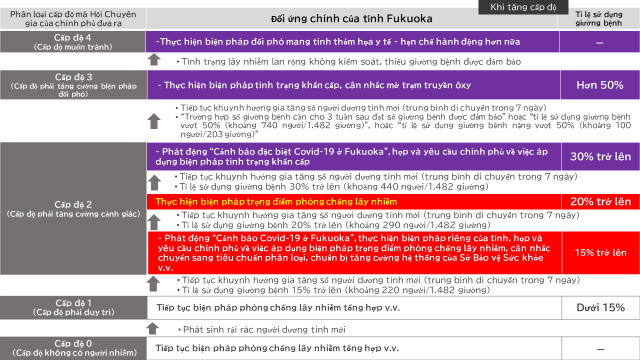 Khi tăng cấp độ
Phân loại cấp độ mà Hội Chuyên
gia của chính phủ đưa ra
Đối ứng chính của tỉnh Fukuoka
Tỉ lệ sử dụng
giường bệnh
Cấp độ 4
(Cấp độ muốn tránh)
-Thực hiện biện pháp đối phó mang tính thảm họa y tế - hạn chế hành động hơn nữa
—
・Tình trạng lây nhiễm lan rộng không kiểm soát, thiếu giường bệnh được đảm bảo
Cấp độ 3
(Cấp độ phải tăng cường biện pháp
đối phó)
- Thực hiện biện pháp tình trạng khẩn cấp, cân nhắc mở trạm truyền ôxy
Hơn 50%
・Tiếp tục khuynh hướng gia tăng số người dương tính mới (trung bình di chuyển trong 7 ngày)
・"Trường hợp số giường bệnh cần cho 3 tuần sau đạt số giường bệnh được đảm bảo" hoặc "tỉ lệ sử dụng giường bệnh
vượt 50% (khoảng 740 người/1.482 giường)", hoặc "tỉ lệ sử dụng giường bệnh nặng vượt 50% (khoảng 100
người/203 giường)"
Cấp độ 2
(Cấp độ phải tăng cường cảnh giác)
- Phát động "Cảnh báo đặc biệt Covid-19 ở Fukuoka", họp và yêu cầu chính phủ về việc áp
dụng biện pháp tình trạng khẩn cấp
30% trở lên
・Tiếp tục khuynh hướng gia tăng số người dương tính mới (trung bình di chuyển trong 7 ngày)
・Tỉ lệ sử dụng giường bệnh 30% trở lên (khoảng 440 người/1.482 giường)
Thực hiện biện pháp trọng điểm phòng chống lây nhiễm
20% trở lên
・Tiếp tục khuynh hướng gia tăng số người dương tính mới (trung bình di chuyển trong 7 ngày)
・Tỉ lệ sử dụng giường bệnh 20% trở lên (khoảng 290 người/1.482 giường)
- Phát động "Cảnh báo Covid-19 ở Fukuoka", thực hiện biện pháp riêng của tỉnh, họp và
yêu cầu chính phủ về việc áp dụng biện pháp trọng điểm phòng chống lây nhiễm, cân nhắc
chuyển sang tiêu chuẩn phân loại, chuẩn bị tăng cường hệ thống của Sở Bảo vệ Sức khỏe
v.v.
15% trở lên
・Tiếp tục khuynh hướng gia tăng số người dương tính mới (trung bình di chuyển trong 7 ngày)
・Tỉ lệ sử dụng giường bệnh 15% trở lên (khoảng 220 người/1.482 giường)
Cấp độ 1
(Cấp độ phải duy trì)
Tiếp tục biện pháp phòng chống lây nhiễm tổng hợp v.v.
Dưới 15%
・Phát sinh rải rác người dương tính mới
Cấp độ 0
(Cấp độ không có người nhiễm)
Tiếp tục biện pháp phòng chống lây nhiễm tổng hợp v.v.
—